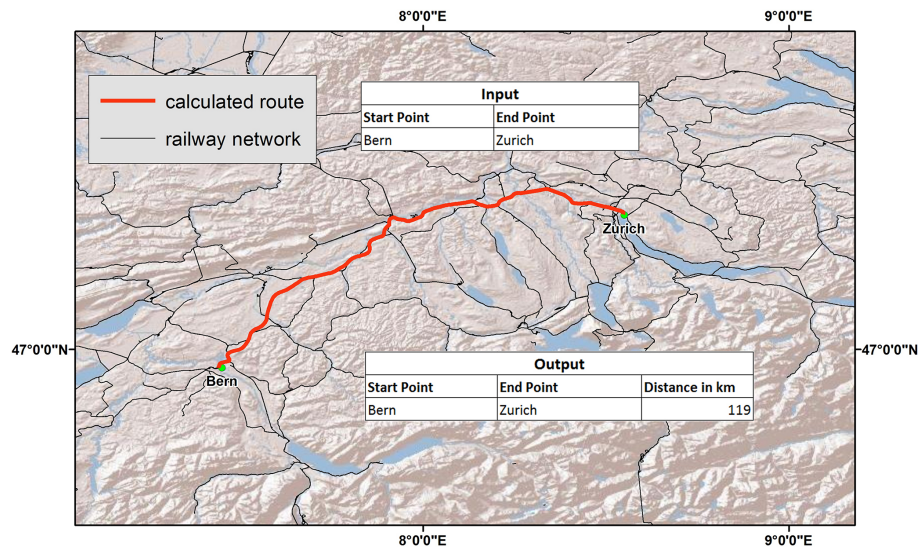 8°0'0"E 9°0'0"E
calculated route
railway network
Input
Start Point End Point
Bern Zurich
Zurich
47°0'0"N 47°0'0"N
Bern
Output
Start Point End Point Distance in km
Bern Zurich 119
8°0'0"E 9°0'0"E